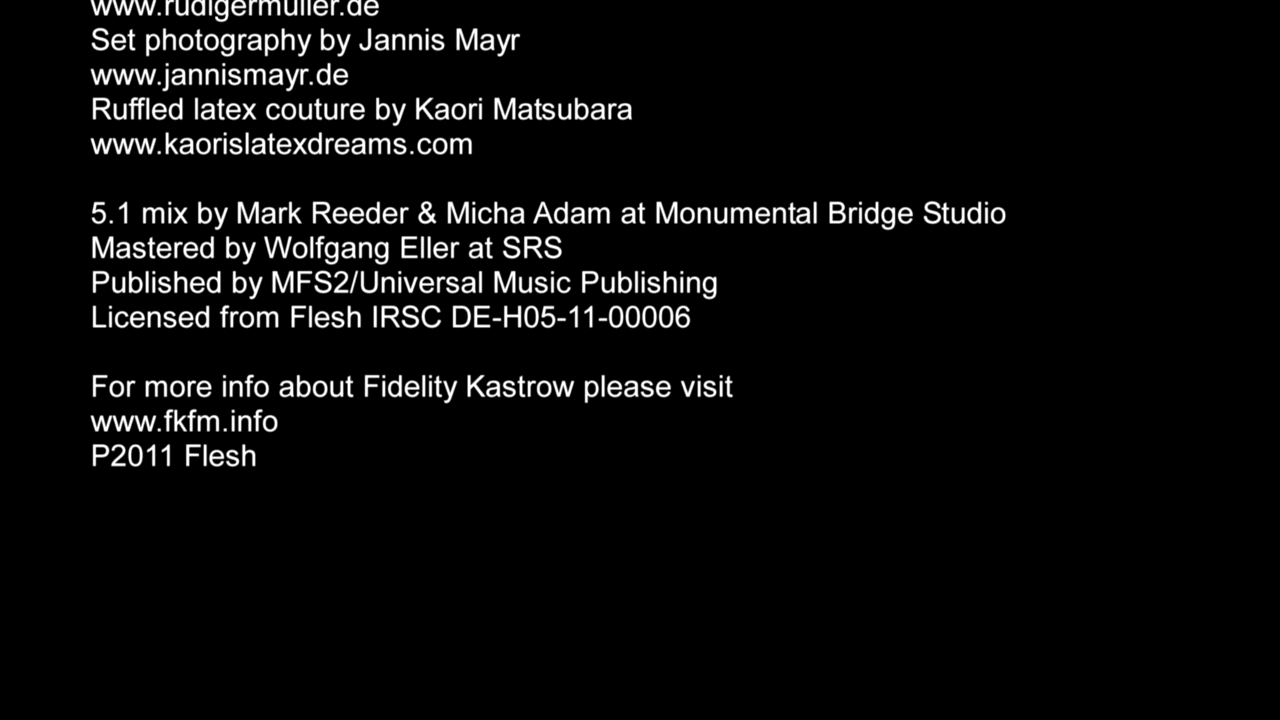 www.rudigermuller.de
Set photography by Jannis Mayr
www.jannismayr.de
Ruffled latex couture by Kaori Matsubara
www.kaorislatexdreams.com
5.1 mix by Mark Reeder & Micha Adam at Monumental Bridge Studio
Mastered by Wolfgang Eller at SRS
Published by MFS2/Universal Music Publishing
Licensed from Flesh IRSC DE-H05-11-00006
For more info about Fidelity Kastrow please visit
www.fkfm.info
P2011 Flesh